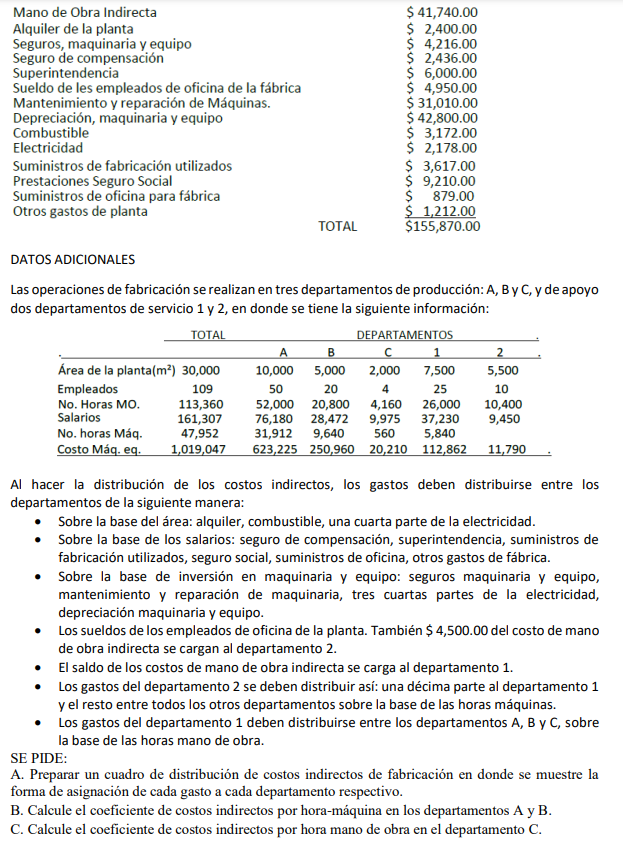 Mano de Obra Indirecta $ 41,740.00
Alquiler de la planta $ 2,400.00
Seguros, maquinaria y equipo $ 4,216.00
Seguro de compensación $ 2,436.00
Superintendencia $ 6,000.00
Sueldo de les empleados de oficina de la fábrica $ 4,950.00
Mantenimiento y reparación de Máquinas. $ 31,010.00
Depreciación, maquinaria y equipo $ 42,800.00
Combustible $ 3,172.00
Electricidad $ 2,178.00
Suministros de fabricación utilizados $ 3,617.00
Prestaciones Seguro Social $ 9,210.00
Suministros de oficina para fábrica $ 879.00
Otros gastos de planta $ 1,212.00
TOTAL $155,870.00
DATOS ADICIONALES
Las operaciones de fabricación se realizan en tres departamentos de producción: A, B y C, y de apoyo
dos departamentos de servicio 1 y 2, en donde se tiene la siguiente información:
TOTAL DEPARTAMENTOS .
. A B C 1 2 .
Área de la planta(m²) 30,000 10,000 5,000 2,000 7,500 5,500
Empleados 109 50 20 4 25 10
No. Horas MO. 113,360 52,000 20,800 4,160 26,000 10,400
Salarios 161,307 76,180 28,472 9,975 37,230 9,450
No. horas Máq. 47,952 31,912 9,640 560 5,840
Costo Máq. eq. 1,019,047 623,225 250,960 20,210 112,862 11,790 .
Al hacer la distribución de los costos indirectos, los gastos deben distribuirse entre los
departamentos de la siguiente manera:
• Sobre la base del área: alquiler, combustible, una cuarta parte de la electricidad.
• Sobre la base de los salarios: seguro de compensación, superintendencia, suministros de
fabricación utilizados, seguro social, suministros de oficina, otros gastos de fábrica.
• Sobre la base de inversión en maquinaria y equipo: seguros maquinaria y equipo,
mantenimiento y reparación de maquinaria, tres cuartas partes de la electricidad,
depreciación maquinaria y equipo.
• Los sueldos de los empleados de oficina de la planta. También $ 4,500.00 del costo de mano
de obra indirecta se cargan al departamento 2.
• El saldo de los costos de mano de obra indirecta se carga al departamento 1.
• Los gastos del departamento 2 se deben distribuir así: una décima parte al departamento 1
y el resto entre todos los otros departamentos sobre la base de las horas máquinas.
• Los gastos del departamento 1 deben distribuirse entre los departamentos A, B y C, sobre
la base de las horas mano de obra.
SE PIDE:
A. Preparar un cuadro de distribución de costos indirectos de fabricación en donde se muestre la
forma de asignación de cada gasto a cada departamento respectivo.
B. Calcule el coeficiente de costos indirectos por hora-máquina en los departamentos A y B.
C. Calcule el coeficiente de costos indirectos por hora mano de obra en el departamento C.